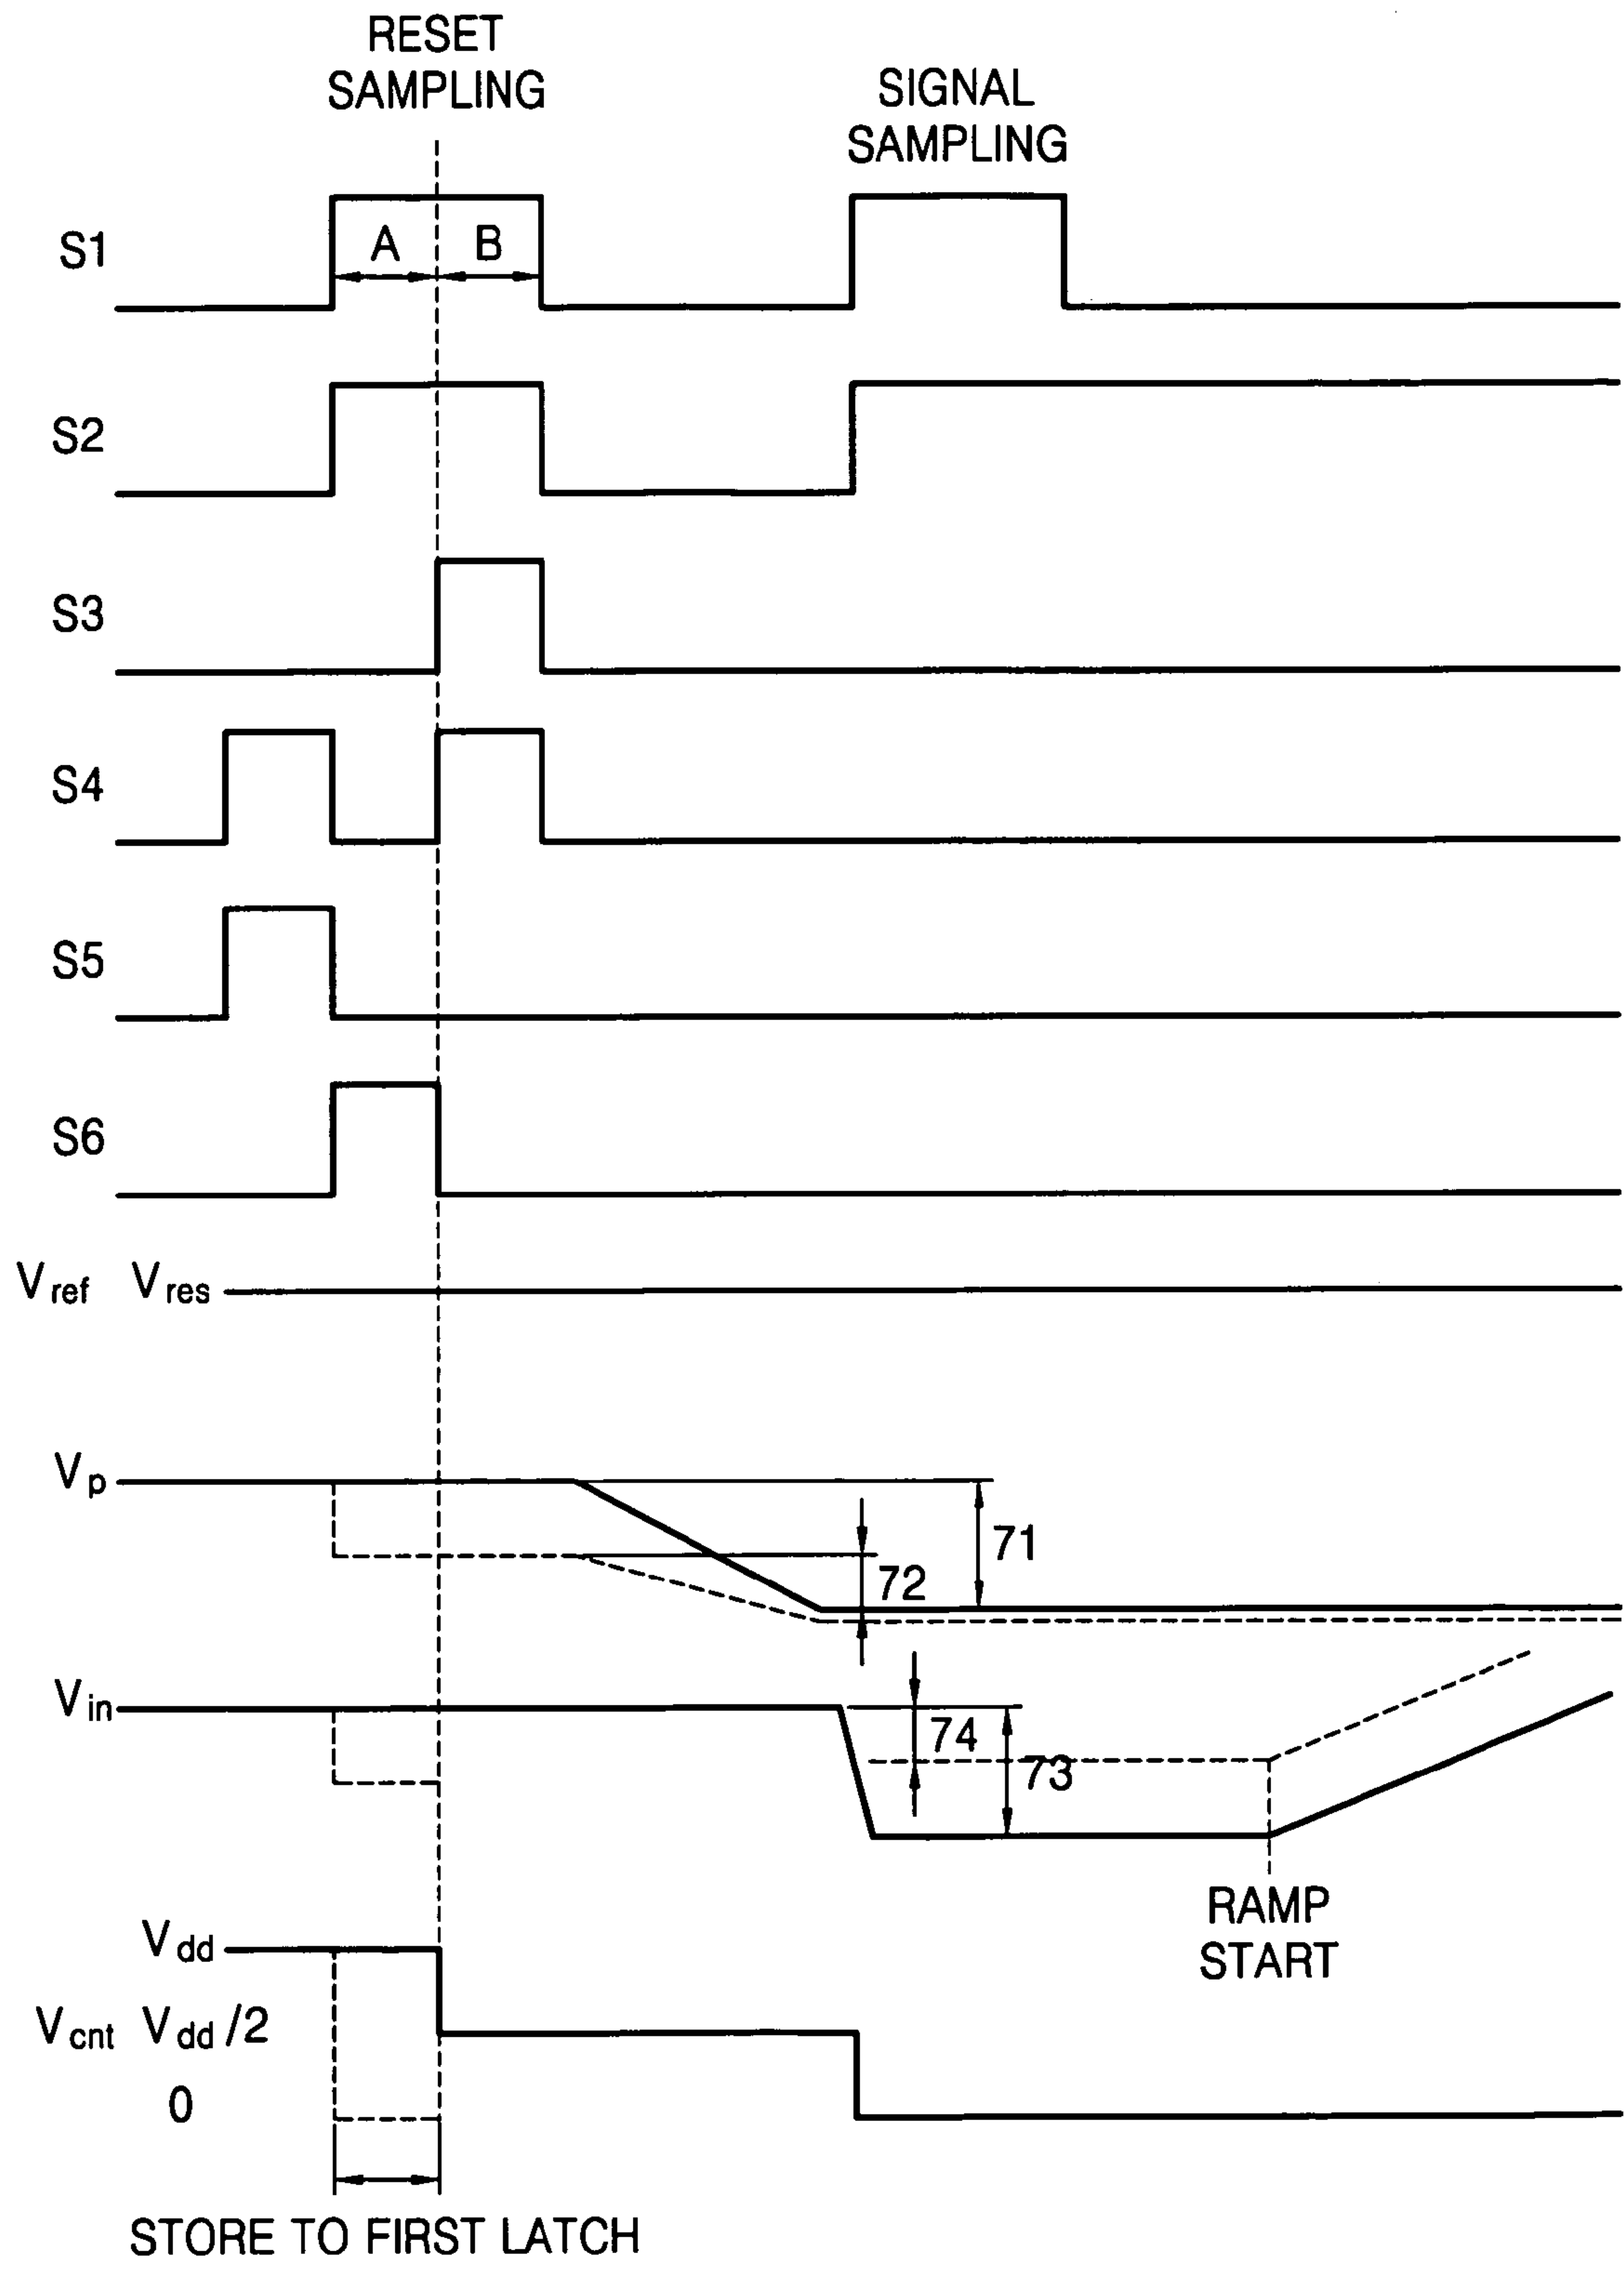 RESET
SAMPLING
SIGNAL
SAMPLING
S1
A
B
S2
S3
S4
S5
S6
Vref Vres
Vp
71
72
Vin
74
73
RAMP
START
Vdd
Vcnt Vdd /2
0
STORE TO FIRST LATCH